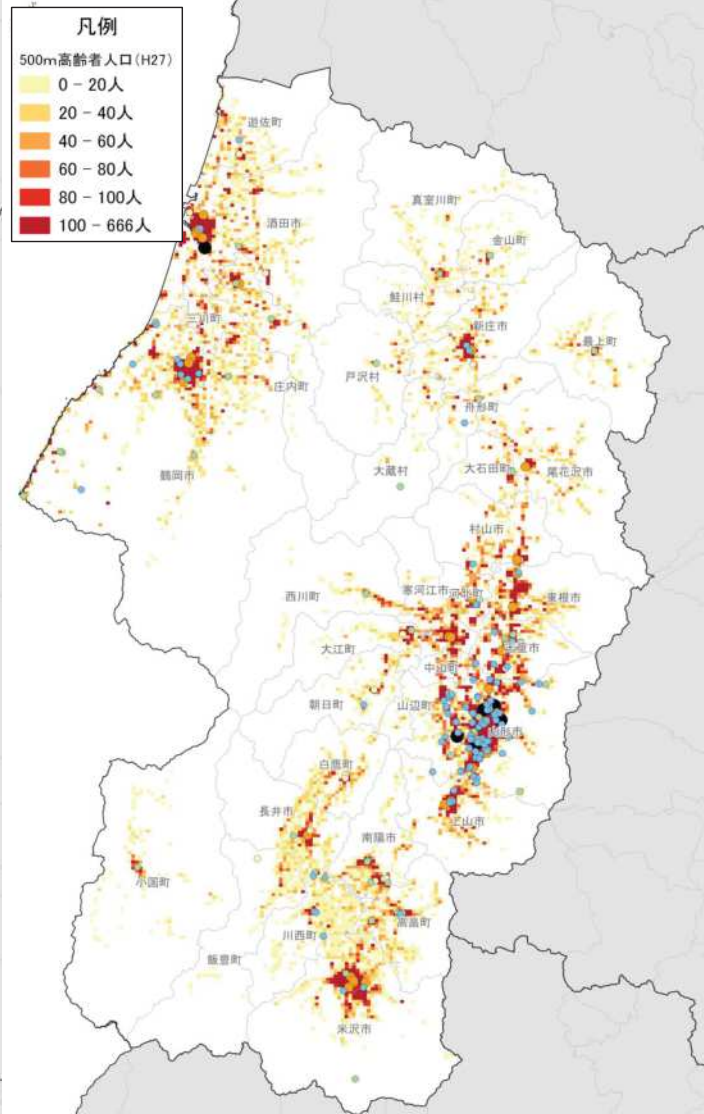 凡例
500m高齢者人口(H27)
0 - 20人
20 - 40人
40 - 60人
60 - 80人
80 - 100人
100 - 666人
遊佐町
真室川町
酒田市
金山町
鮭川村
三川町
新庄市
最上町
戸沢村
庄内町
舟形町
鶴岡市
大蔵村
大石田町
尾花沢市
村山市
西川町
寒河江市
河北町
東根市
大江町
天童市
中山町
朝日町
山辺町
山形市
白鷹町
長井市
南陽市
上山市
小国町
川西町
高畠町
飯豊町
米沢市